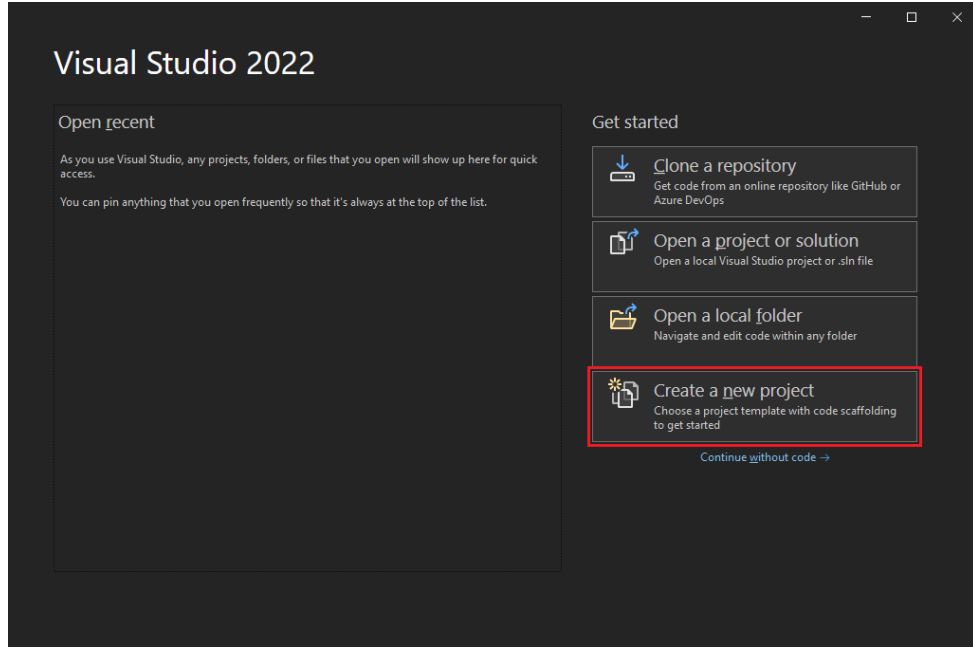 Visual Studio 2022
Open recent
As you use Visual Studio, any projects, folders, or files that you open will show up here for quick
access.
You can pin anything that you open frequently so that it's always at the top of the list.
Get started
Clone a repository
Get code from an online repository like GitHub or
Azure DevOps
Open a project or solution
Open a local Visual Studio project or .sln file
Open a local folder
Navigate and edit code within any folder
Create a new project
Choose a project template with code scaffolding
to get started
Continue without code →